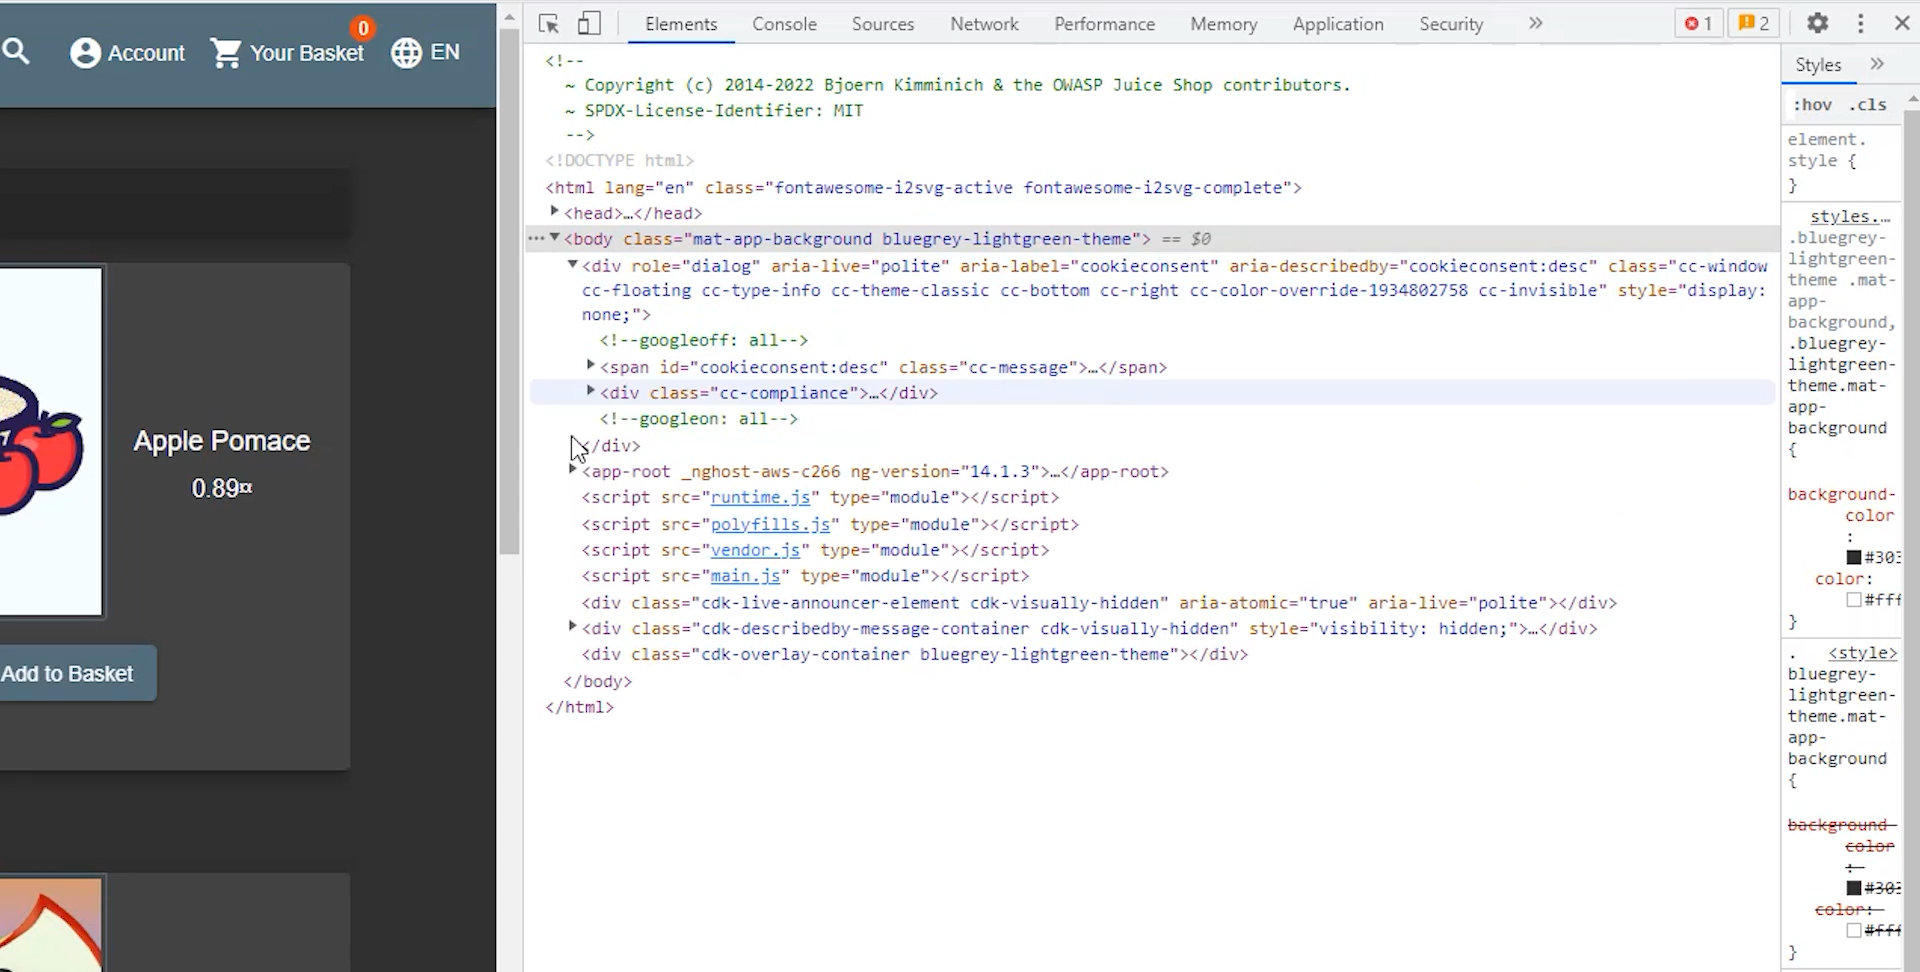 0
Account
Your Basket
EN
Apple Pomace
0.89¤
Add to Basket
Elements Console Sources Network Performance Memory Application Security » 1 2
<!--
~ Copyright (c) 2014-2022 Bjoern Kimminich & the OWASP Juice Shop contributors.
~ SPDX-License-Identifier: MIT
-->
<!DOCTYPE html>
<html lang="en" class="fontawesome-i2svg-active fontawesome-i2svg-complete">
<head>…</head>
<body class="mat-app-background bluegrey-lightgreen-theme"> == $0
<div role="dialog" aria-live="polite" aria-label="cookieconsent" aria-describedby="cookieconsent:desc" class="cc-window
cc-floating cc-type-info cc-theme-classic cc-bottom cc-right cc-color-override-1934802758 cc-invisible" style="display:
none;">
<!--googleoff: all-->
<span id="cookieconsent:desc" class="cc-message">…</span>
<div class="cc-compliance">…</div>
<!--googleon: all-->
</div>
<app-root _nghost-aws-c266 ng-version="14.1.3">…</app-root>
<script src="runtime.js" type="module"></script>
<script src="polyfills.js" type="module"></script>
<script src="vendor.js" type="module"></script>
<script src="main.js" type="module"></script>
<div class="cdk-live-announcer-element cdk-visually-hidden" aria-atomic="true" aria-live="polite"></div>
<div class="cdk-describedby-message-container cdk-visually-hidden" style="visibility: hidden;">…</div>
<div class="cdk-overlay-container bluegrey-lightgreen-theme"></div>
</body>
</html>
Styles »
:hov .cls
element.
style {
}
styles.…
.bluegrey-
lightgreen-
theme .mat-
app-
background,
.bluegrey-
lightgreen-
theme.mat-
app-
background
{
background-
color
:
#303
color:
#fff
}
. <style>
bluegrey-
lightgreen-
theme.mat-
app-
background
{
background-
color
:
#303
color:
#fff
}